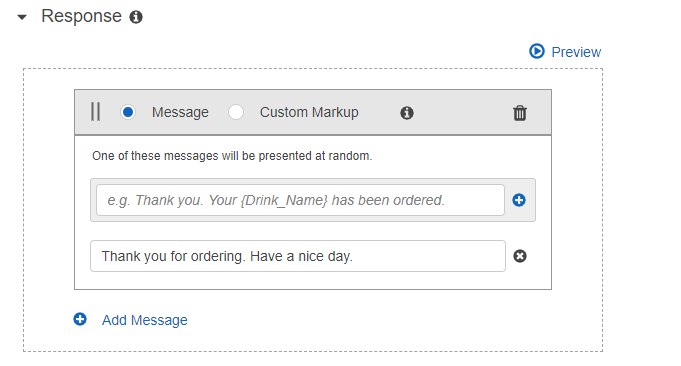 Response
Preview
Message Custom Markup
One of these messages will be presented at random.
e.g. Thank you. Your {Drink_Name} has been ordered.
Thank you for ordering. Have a nice day.
Add Message